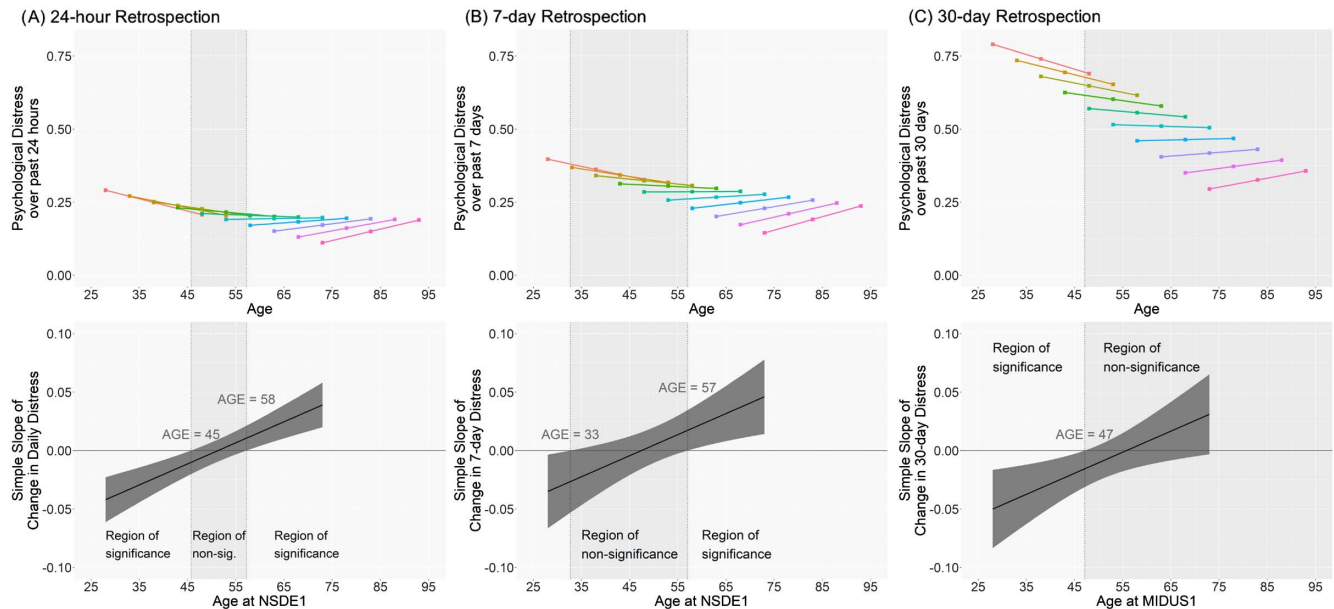 (A) 24-hour Retrospection
Psychological Distress
over past 24 hours
0.75
0.50
0.25
0.00
25 35 45 55 65 75 85 95
Age
Simple Slope of
Change in Daily Distress
0.10
0.05
0.00
-0.05
-0.10
AGE = 58
AGE = 45
Region of
significance
Region of
non-sig.
Region of
significance
25 35 45 55 65 75 85 95
Age at NSDE1
(B) 7-day Retrospection
Psychological Distress
over past 7 days
0.75
0.50
0.25
0.00
25 35 45 55 65 75 85 95
Age
Simple Slope of
Change in 7-day Distress
0.10
0.05
0.00
-0.05
-0.10
AGE = 57
AGE = 33
Region of
non-significance
Region of
significance
25 35 45 55 65 75 85 95
Age at NSDE1
(C) 30-day Retrospection
Psychological Distress
over past 30 days
0.75
0.50
0.25
0.00
25 35 45 55 65 75 85 95
Age
Simple Slope of
Change in 30-day Distress
0.10
0.05
0.00
-0.05
-0.10
Region of
significance
Region of
non-significance
AGE = 47
25 35 45 55 65 75 85 95
Age at MIDUS1